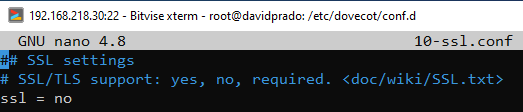 192.168.218.30:22 - Bitvise xterm - root@davidprado: /etc/dovecot/conf.d
GNU nano 4.8 10-ssl.conf
## SSL settings
# SSL/TLS support: yes, no, required. <doc/wiki/SSL.txt>
ssl = no